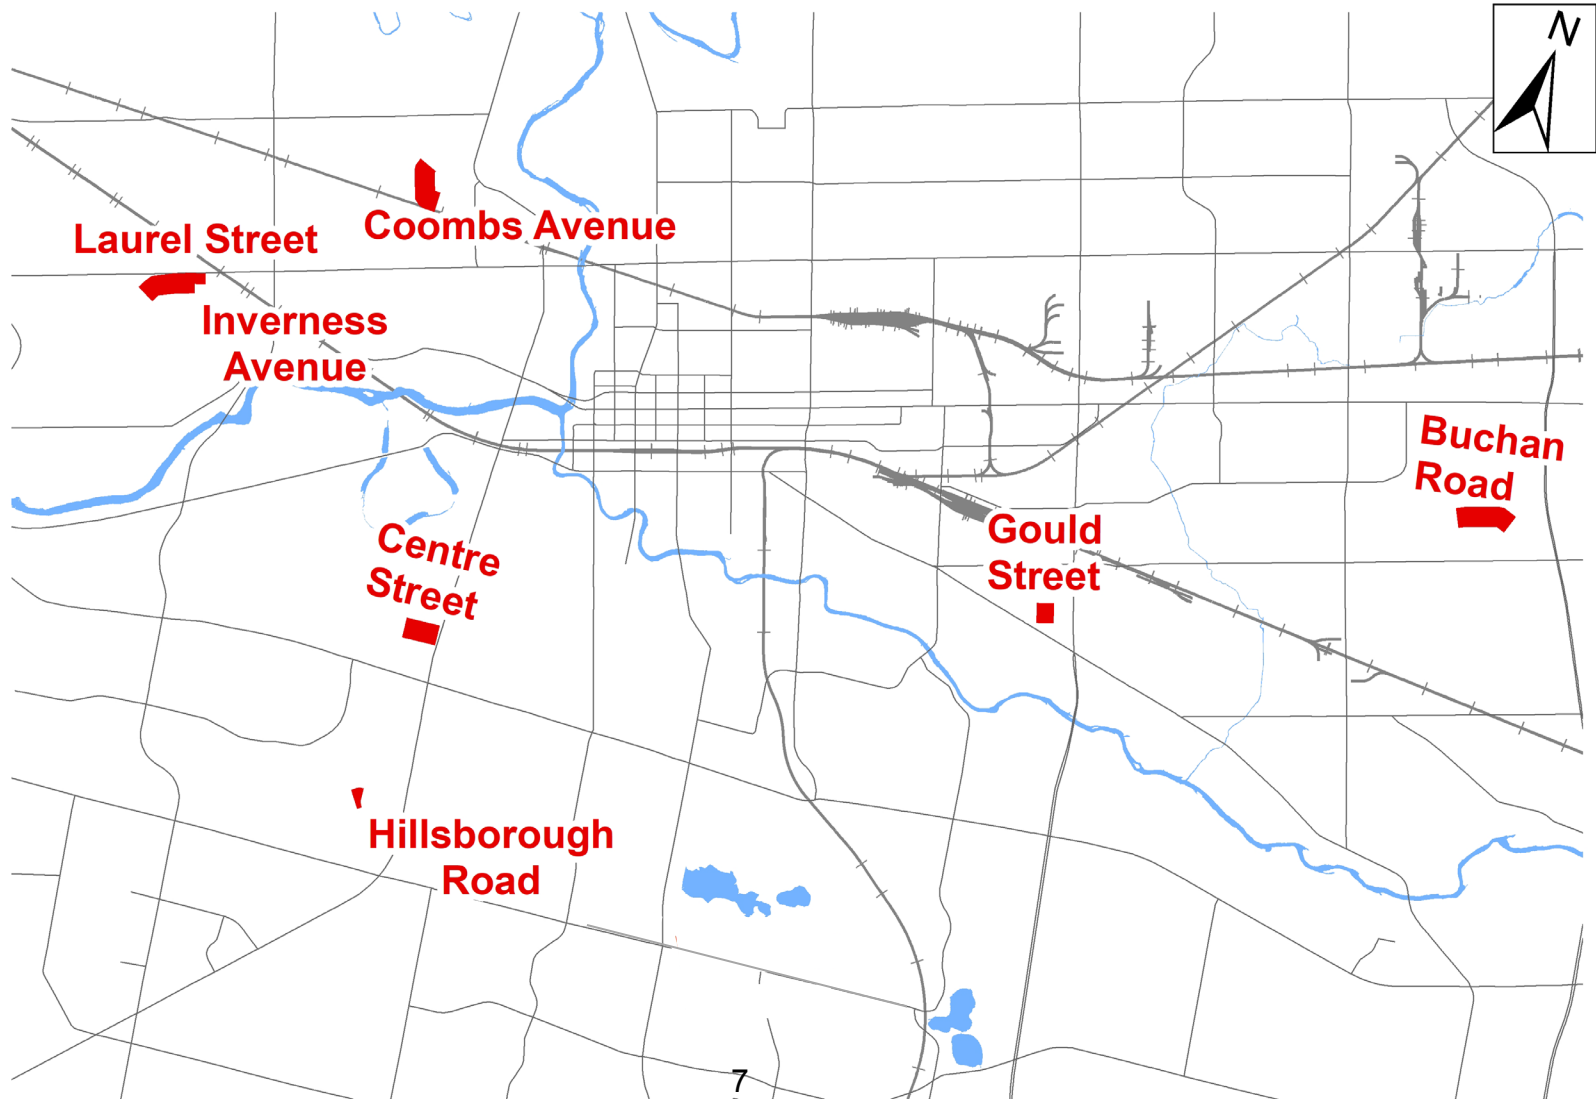 N
Coombs Avenue
Laurel Street
Inverness
Avenue
Buchan
Road
Gould
Street
Centre
Street
Hillsborough
Road
7